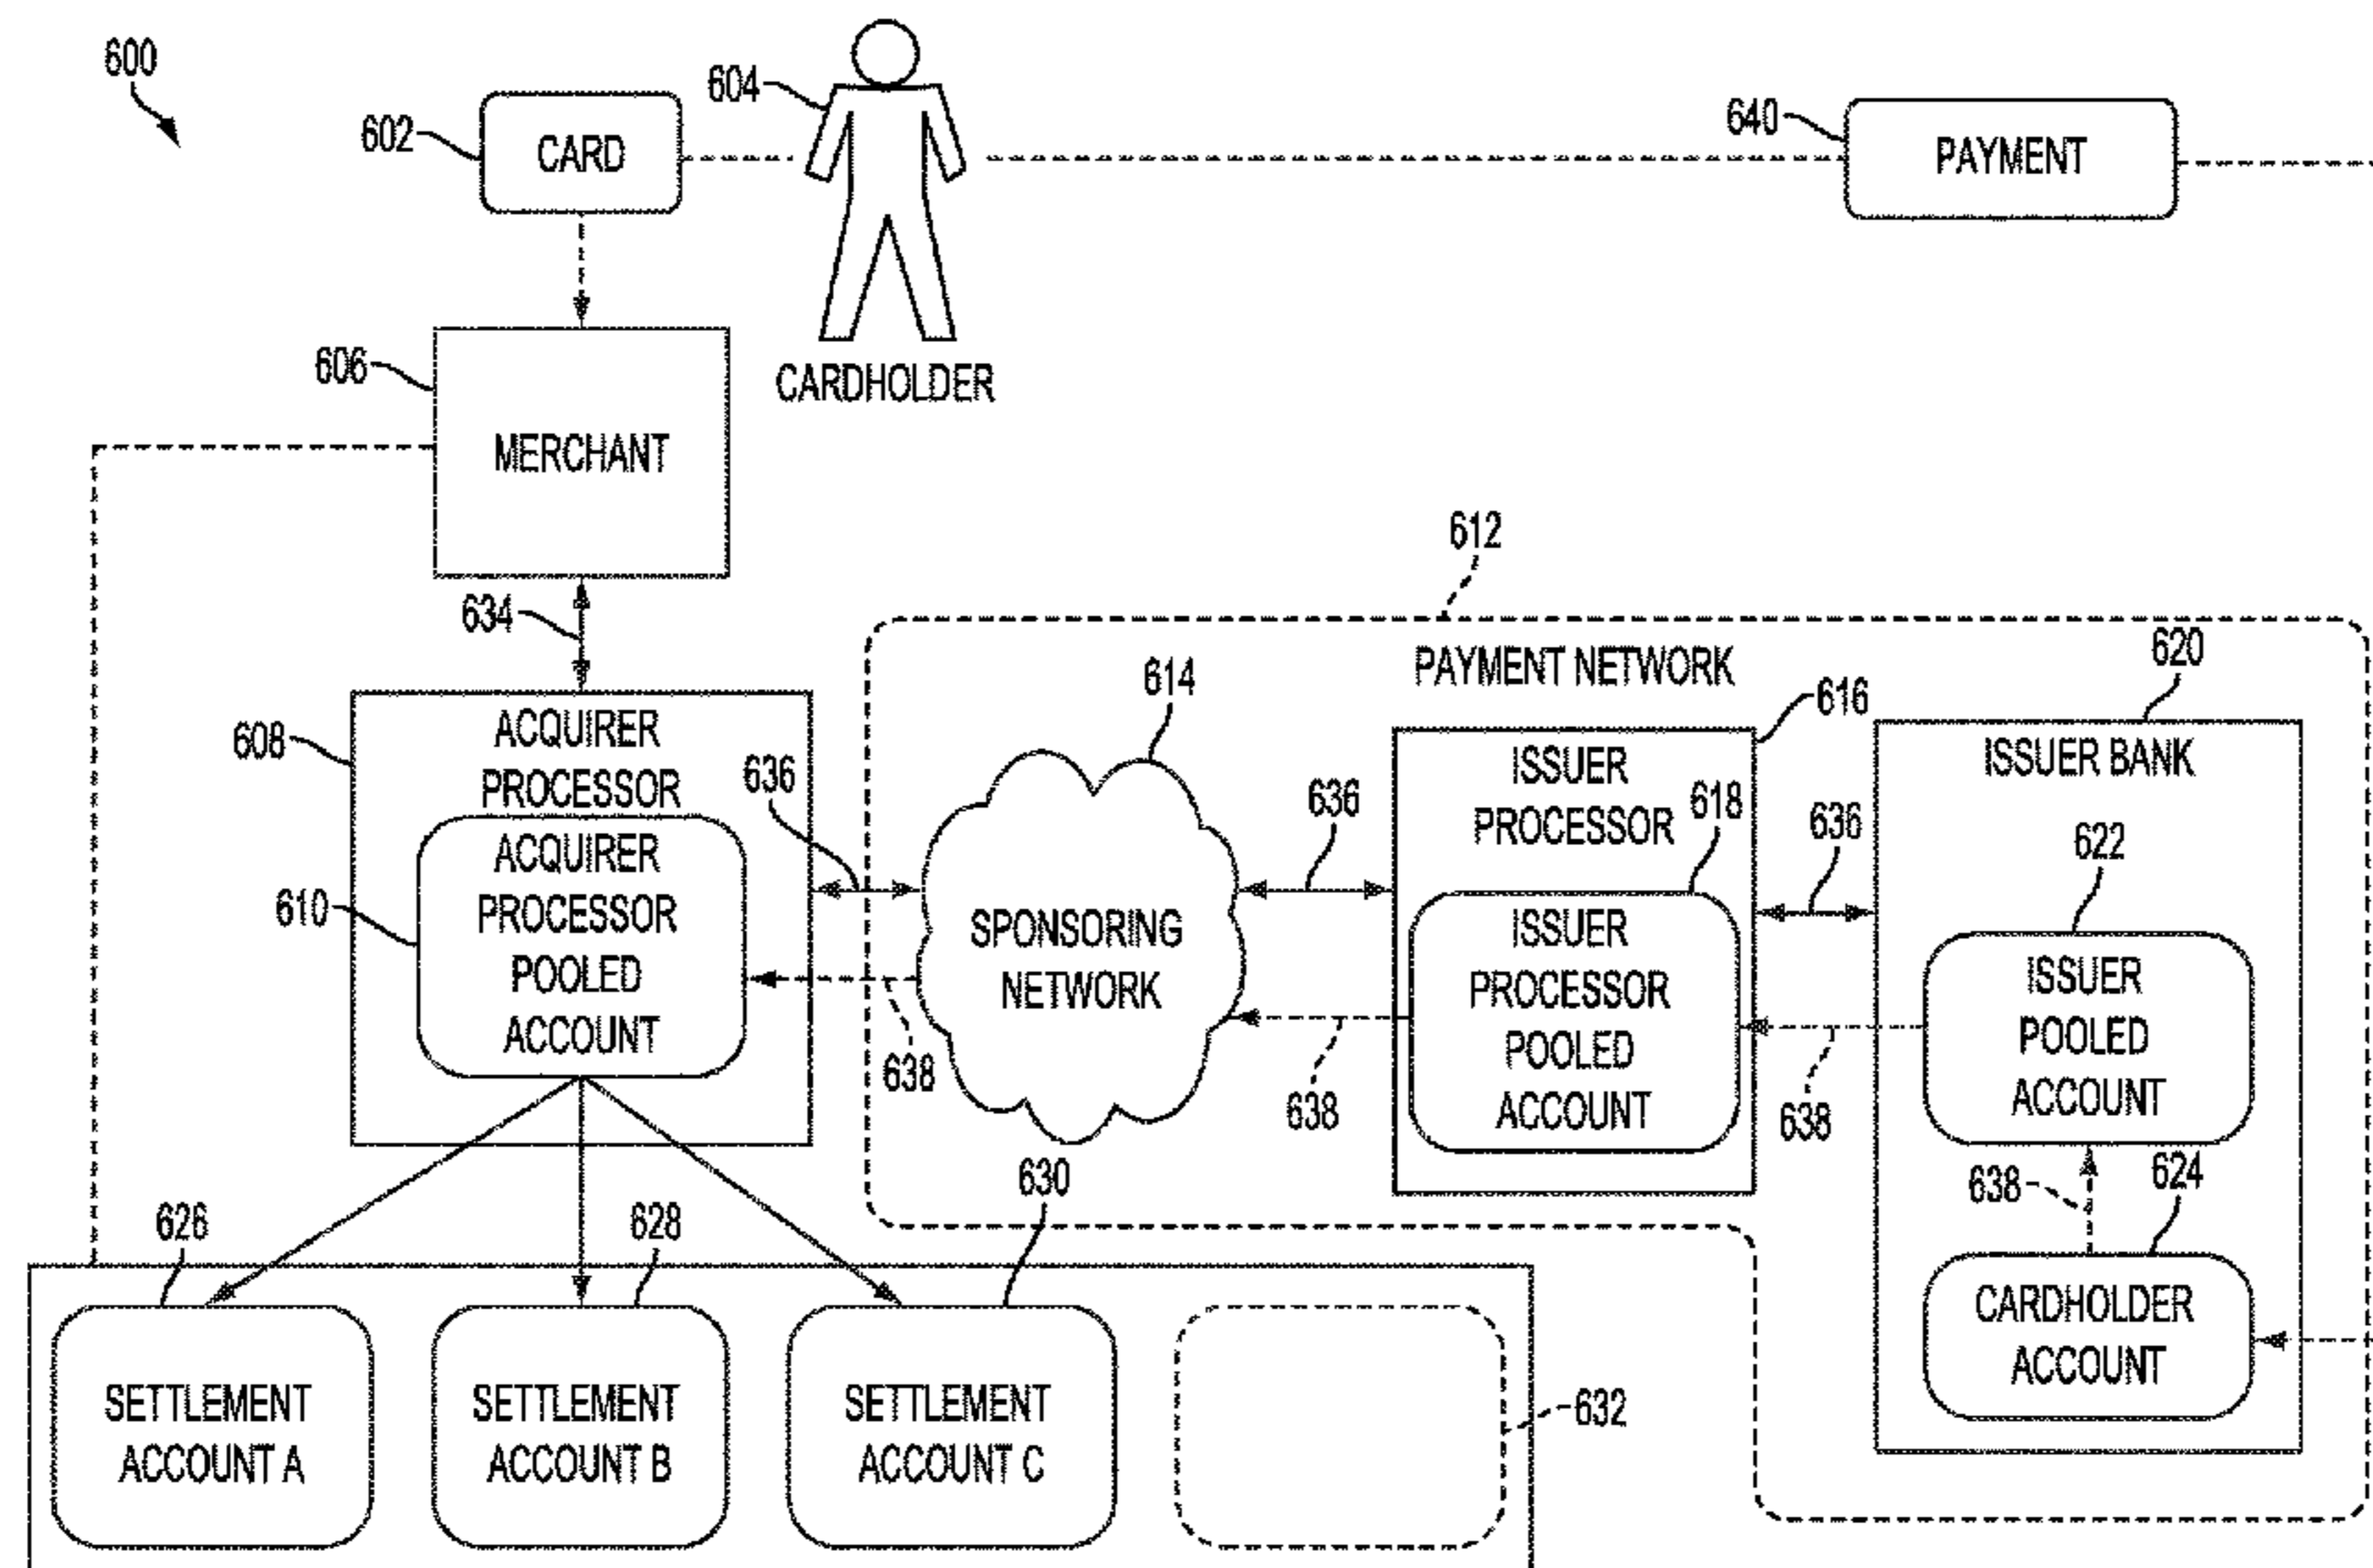 600
602
CARD
604
CARDHOLDER
640
PAYMENT
606
MERCHANT
634
612
PAYMENT NETWORK
608
ACQUIRER
PROCESSOR
610
ACQUIRER
PROCESSOR
POOLED
ACCOUNT
636
638
614
SPONSORING
NETWORK
636
638
616
ISSUER
PROCESSOR
618
ISSUER
PROCESSOR
POOLED
ACCOUNT
636
638
620
ISSUER BANK
622
ISSUER
POOLED
ACCOUNT
638
624
CARDHOLDER
ACCOUNT
626
SETTLEMENT
ACCOUNT A
628
SETTLEMENT
ACCOUNT B
630
SETTLEMENT
ACCOUNT C
632